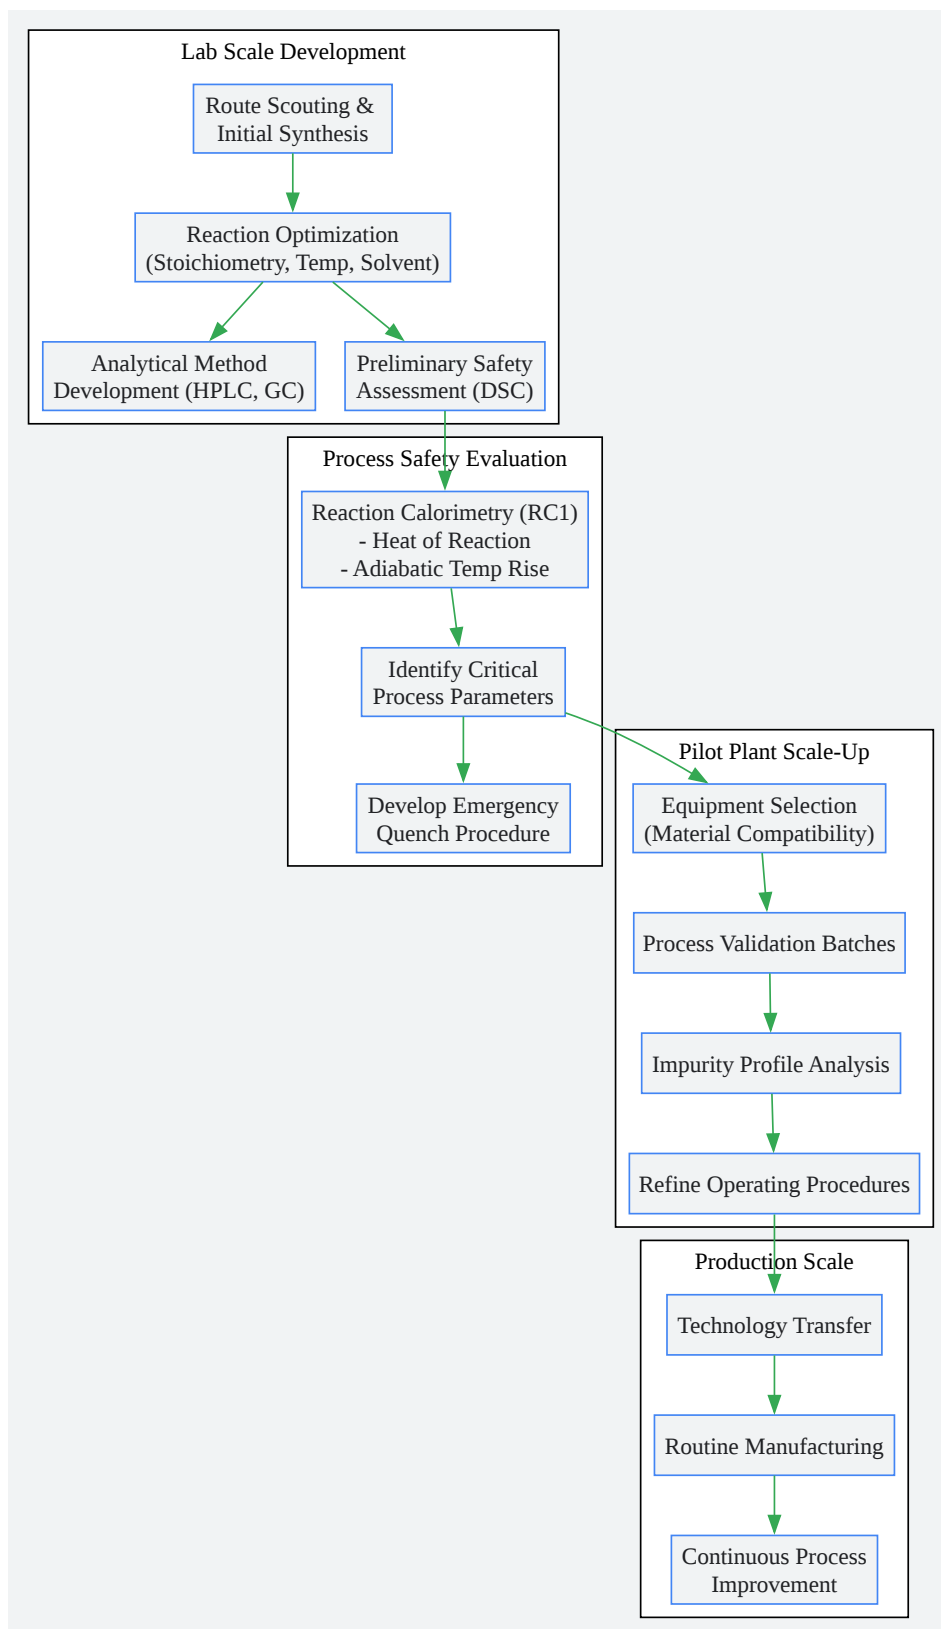 Lab Scale Development
Route Scouting &
Initial Synthesis
Reaction Optimization
(Stoichiometry, Temp, Solvent)
Analytical Method
Development (HPLC, GC)
Preliminary Safety
Assessment (DSC)
Process Safety Evaluation
Reaction Calorimetry (RC1)
- Heat of Reaction
- Adiabatic Temp Rise
Identify Critical
Process Parameters
Develop Emergency
Quench Procedure
Pilot Plant Scale-Up
Equipment Selection
(Material Compatibility)
Process Validation Batches
Impurity Profile Analysis
Refine Operating Procedures
Production Scale
Technology Transfer
Routine Manufacturing
Continuous Process
Improvement